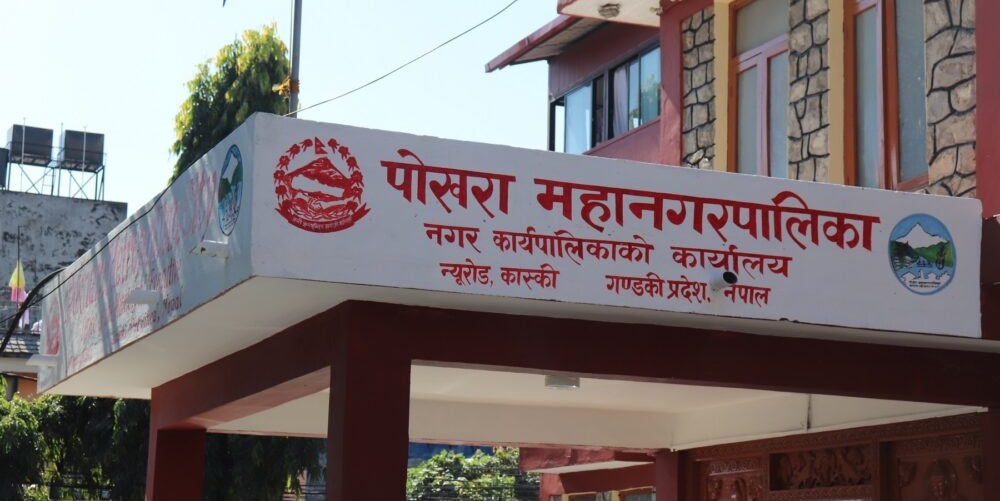 पोखरा महानगरपालिका
नगर कार्यपालिकाको कार्यालय
न्यूरोड, कास्की गण्डकी प्रदेश, नेपाल